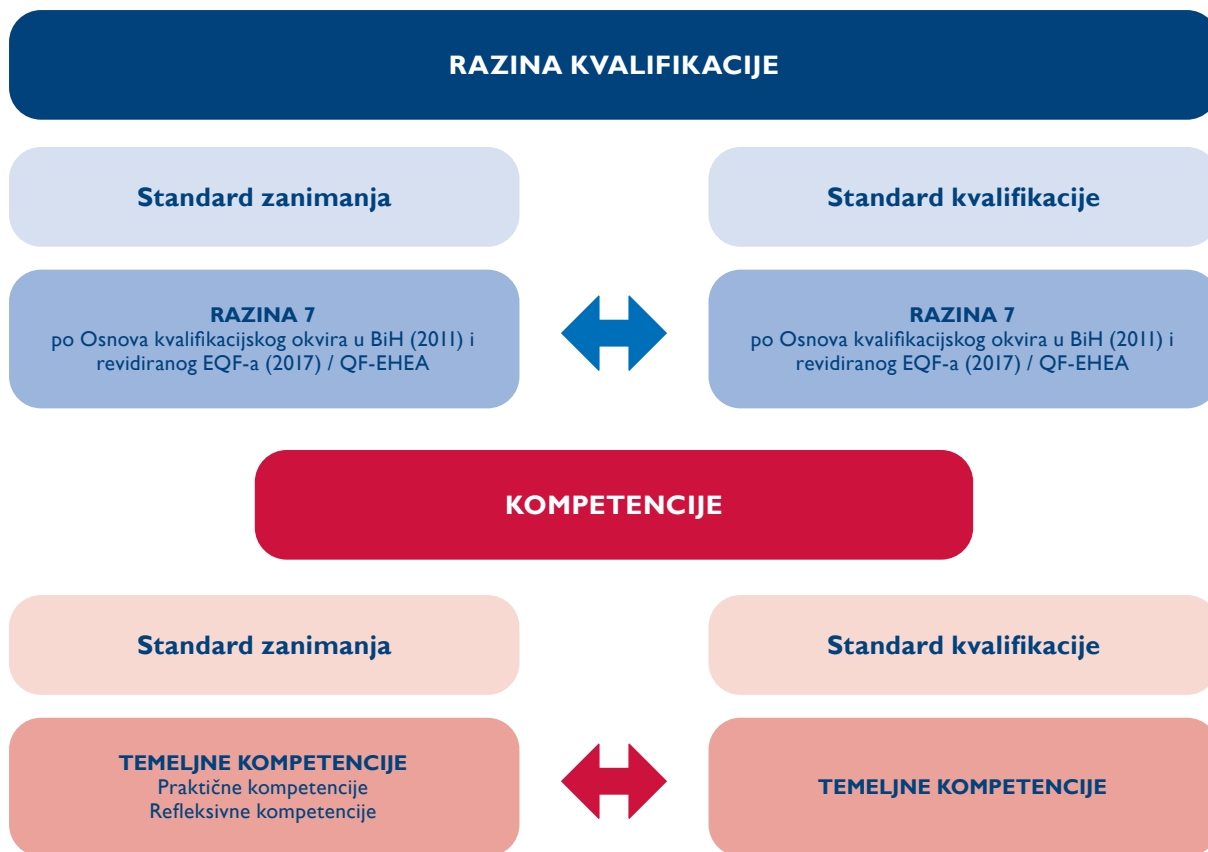 RAZINA KVALIFIKACIJE
Standard zanimanja
Standard kvalifikacije
RAZINA 7
po Osnova kvalifikacijskog okvira u BiH (2011) i
revidiranog EQF-a (2017) / QF-EHEA
RAZINA 7
po Osnova kvalifikacijskog okvira u BiH (2011) i
revidiranog EQF-a (2017) / QF-EHEA
KOMPETENCIJE
Standard zanimanja
Standard kvalifikacije
TEMELJNE KOMPETENCIJE
Praktične kompetencije
Refleksivne kompetencije
TEMELJNE KOMPETENCIJE